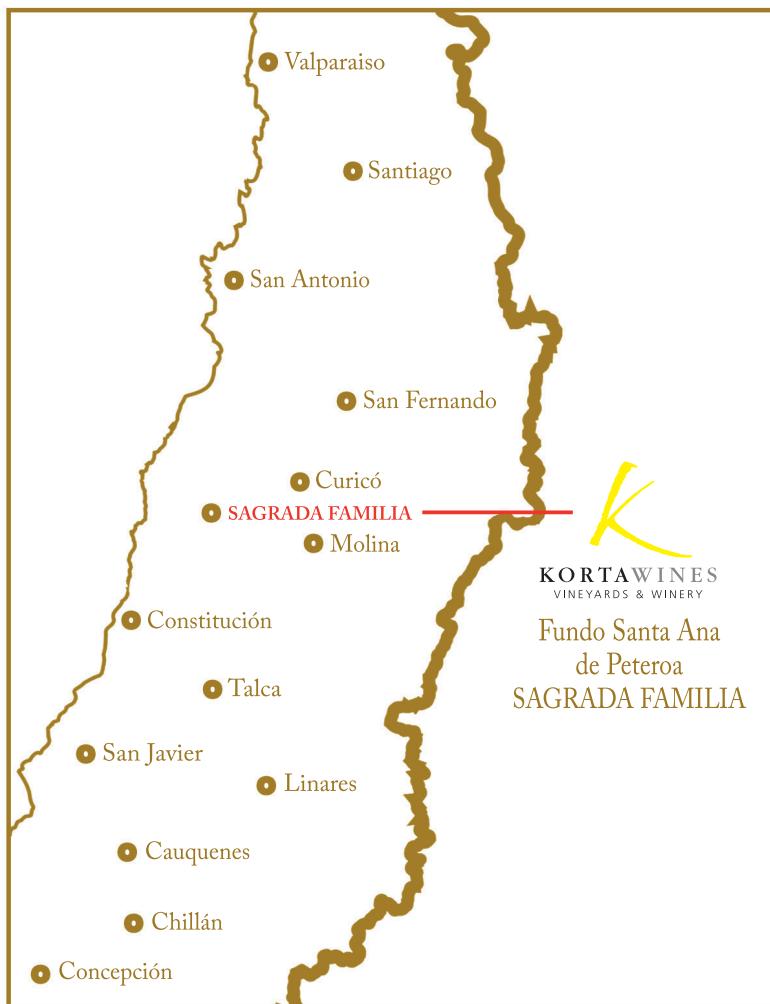 Valparaiso
Santiago
San Antonio
San Fernando
Curicó
SAGRADA FAMILIA
Molina
KORTAWINES
VINEYARDS & WINERY
Constitución
Fundo Santa Ana
de Peteroa
SAGRADA FAMILIA
Talca
San Javier
Linares
Cauquenes
Chillán
Concepción